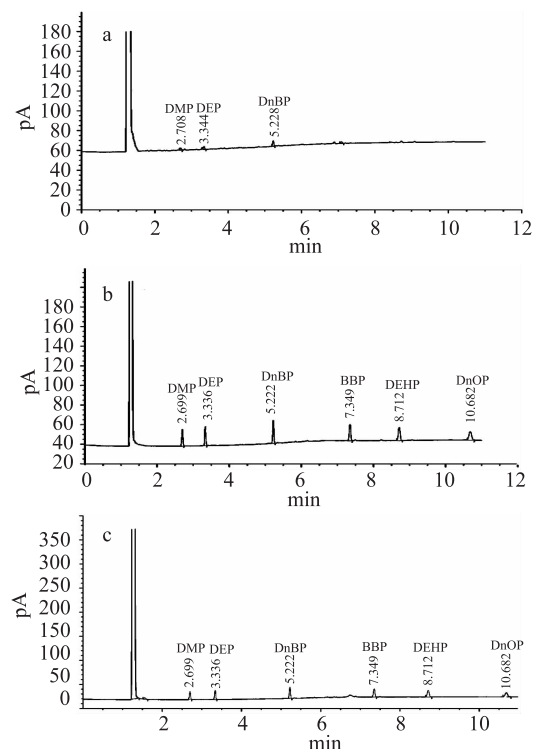 a
pA
180
160
140
120
100
80
60
40
20
0
DMP
2.708
DEP
3.344
DnBP
5.228
0 2 4 6 8 10 12
min
b
pA
180
160
140
120
100
80
60
40
20
DMP
2.699
DEP
3.336
DnBP
5.222
BBP
7.349
DEHP
8.712
DnOP
10.682
0 2 4 6 8 10 12
min
c
pA
350
300
250
200
150
100
50
0
DMP
2.699
DEP
3.336
DnBP
5.222
BBP
7.349
DEHP
8.712
DnOP
10.682
2 4 6 8 10
min